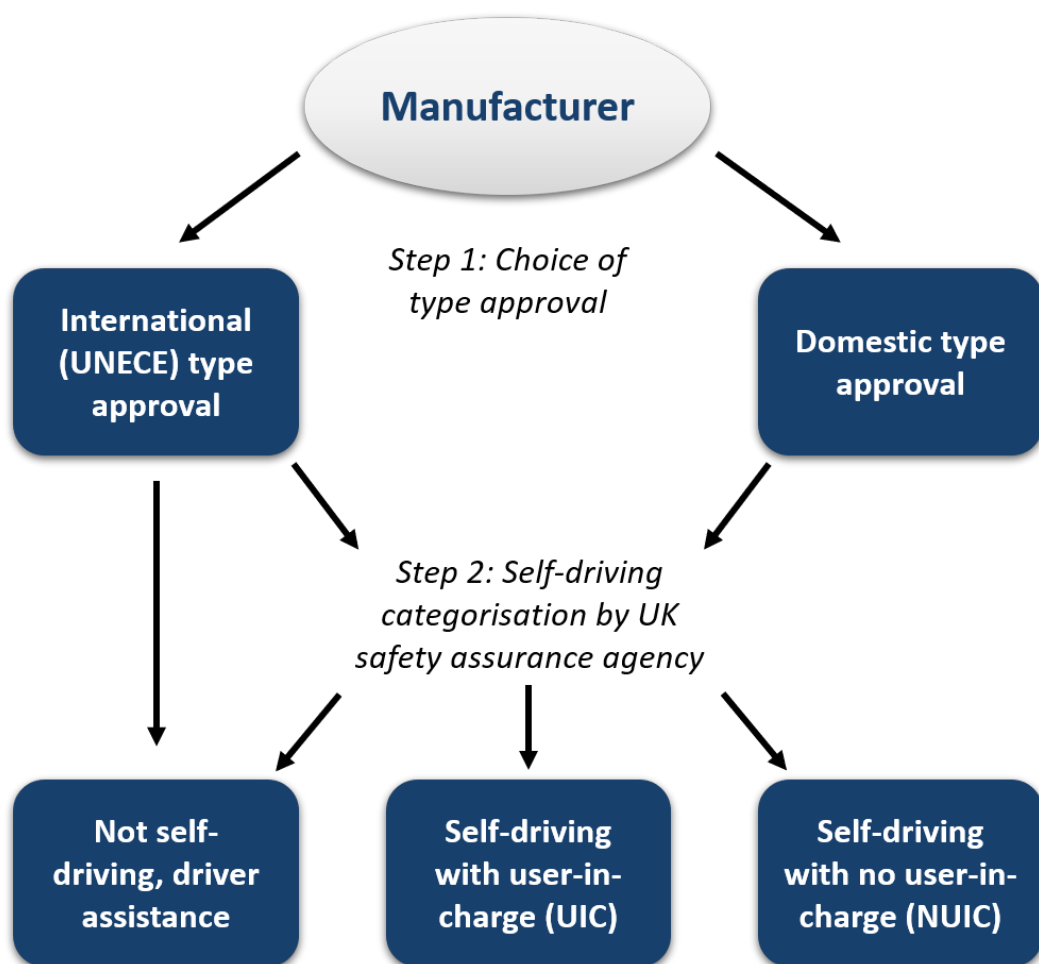 Manufacturer
Step 1: Choice of
type approval
International
(UNECE) type
approval
Domestic type
approval
Step 2: Self-driving
categorisation by UK
safety assurance agency
Not self-
driving, driver
assistance
Self-driving
with user-in-
charge (UIC)
Self-driving
with no user-in-
charge (NUIC)